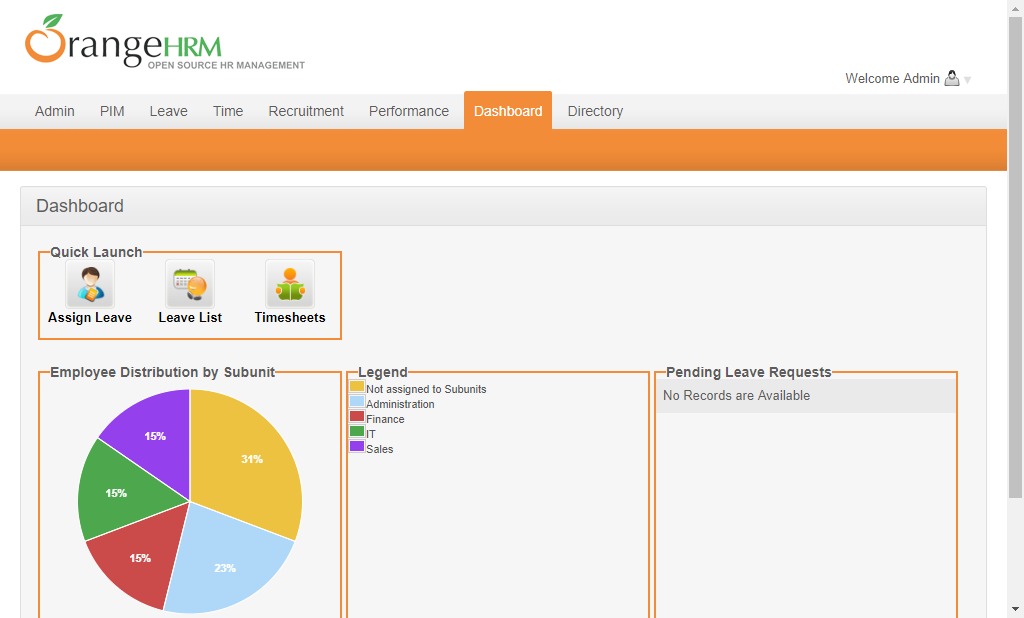 OrangeHRM
OPEN SOURCE HR MANAGEMENT
Welcome Admin
Admin PIM Leave Time Recruitment Performance Dashboard Directory
Dashboard
Quick Launch
Assign Leave Leave List Timesheets
Employee Distribution by Subunit
15%
31%
15%
15%
23%
Legend
Not assigned to Subunits
Administration
Finance
IT
Sales
Pending Leave Requests
No Records are Available